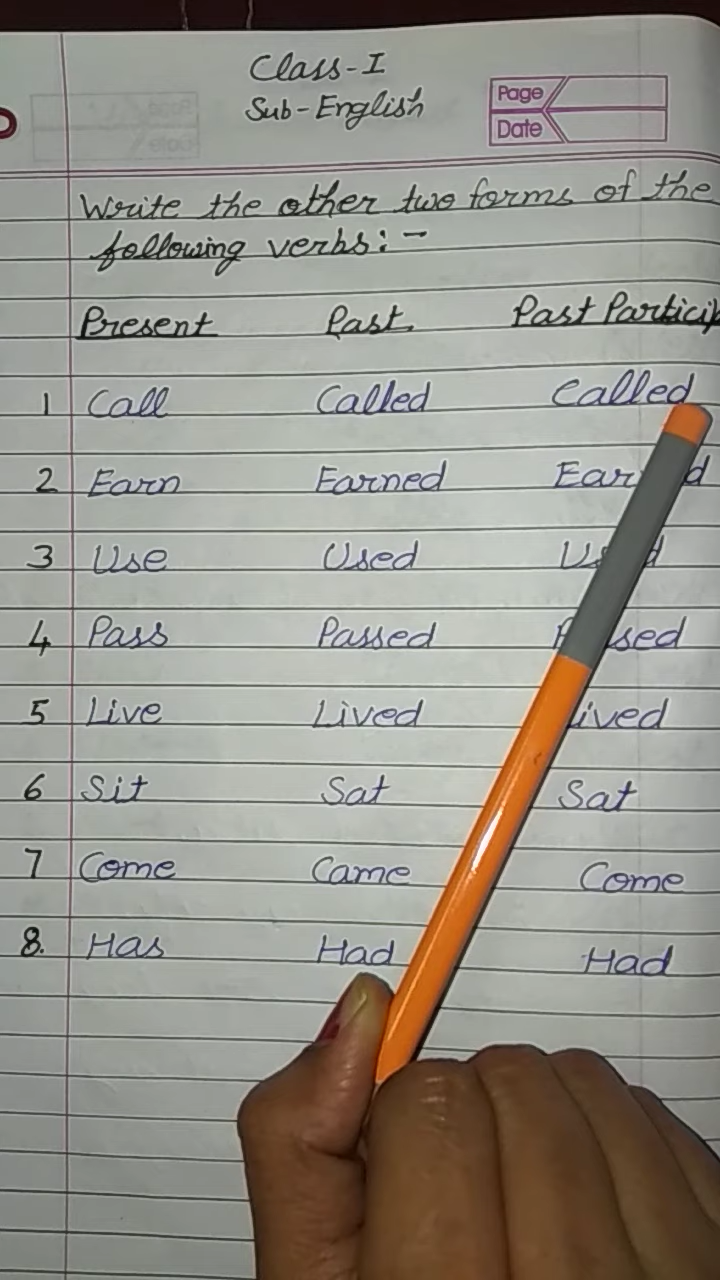 Class-I
Sub-English
Page
Date
Write the other two forms of the
following verbs:-
Present Past Past Particip
1 Call Called Called
2 Earn Earned
3 Use Used
4 Pass Passed
5 Live Lived
6 Sit Sat Sat
7 Come Came Come
8. Has Had Had